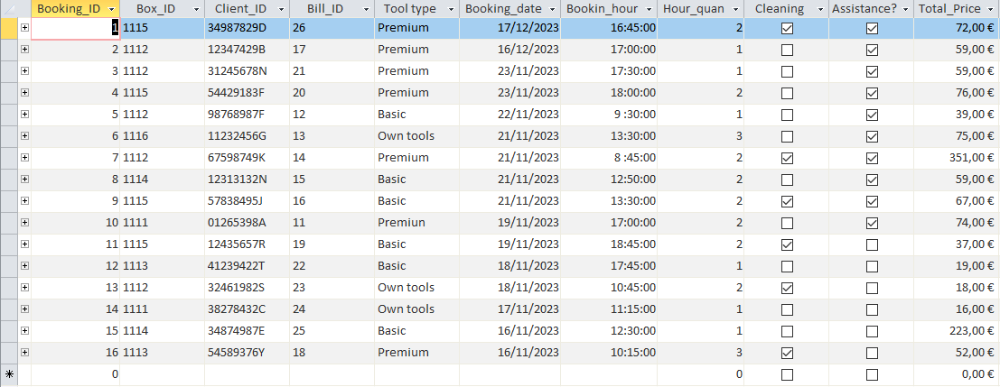 Booking_ID Box_ID Client_ID Bill_ID Tool type Booking_date Bookin_hour Hour_quan Cleaning Assistance? Total_Price
1 1115 34987829D 26 Premium 17/12/2023 16:45:00 2 72,00 €
2 1112 12347429B 17 Premium 16/12/2023 17:00:00 1 59,00 €
3 1112 31245678N 21 Premium 23/11/2023 17:30:00 1 59,00 €
4 1115 54429183F 20 Premium 23/11/2023 18:00:00 2 76,00 €
5 1112 98768987F 12 Basic 22/11/2023 9 :30:00 1 39,00 €
6 1116 11232456G 13 Own tools 21/11/2023 13:30:00 3 75,00 €
7 1112 67598749K 14 Premium 21/11/2023 8 :45:00 2 351,00 €
8 1114 12313132N 15 Basic 21/11/2023 12:50:00 2 59,00 €
9 1115 57838495J 16 Basic 21/11/2023 13:30:00 2 67,00 €
10 1111 01265398A 11 Premiun 19/11/2023 17:00:00 2 74,00 €
11 1115 12435657R 19 Basic 19/11/2023 18:45:00 2 37,00 €
12 1113 41239422T 22 Basic 18/11/2023 17:45:00 1 19,00 €
13 1112 32461982S 23 Own tools 18/11/2023 10:45:00 2 18,00 €
14 1111 38278432C 24 Own tools 17/11/2023 11:15:00 1 16,00 €
15 1114 34874987E 25 Basic 16/11/2023 12:30:00 1 223,00 €
16 1113 54589376Y 18 Premium 16/11/2023 10:15:00 3 52,00 €
0 0 0,00 €